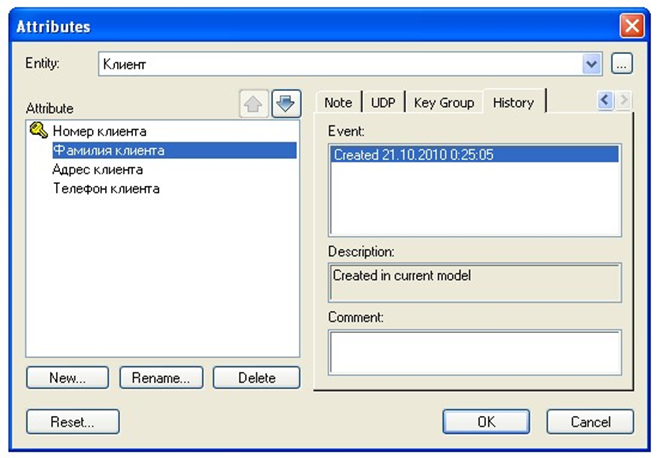 Attributes
Entity: Клиент ...
Attribute
Номер клиента
Фамилия клиента
Адрес клиента
Телефон клиента
New... Rename... Delete
Note UDP Key Group History
Event:
Created 21.10.2010 0:25:05
Description:
Created in current model
Comment:
Reset... OK Cancel